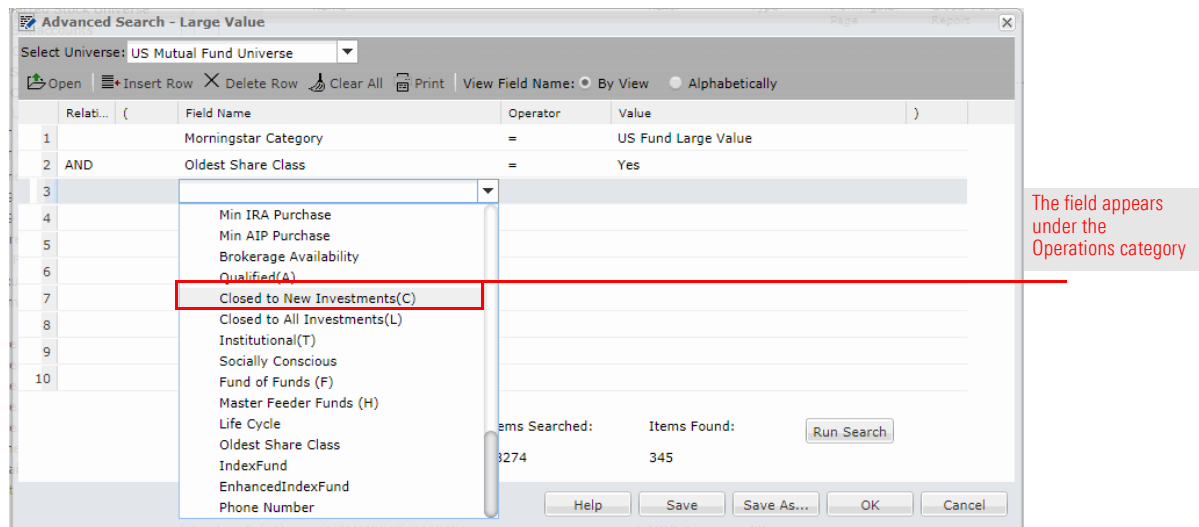 Advanced Search - Large Value
Select Universe: US Mutual Fund Universe
Open Insert Row Delete Row Clear All Print View Field Name: By View Alphabetically
Relati... ( Field Name Operator Value )
1 Morningstar Category = US Fund Large Value
2 AND Oldest Share Class = Yes
3
4
5
6
7
8
9
10
Min IRA Purchase
Min AIP Purchase
Brokerage Availability
Qualified(A)
Closed to New Investments(C)
Closed to All Investments(L)
Institutional(T)
Socially Conscious
Fund of Funds (F)
Master Feeder Funds (H)
Life Cycle
Oldest Share Class
IndexFund
EnhancedIndexFund
Phone Number
The field appears
under the
Operations category
Searched: Items Found:
345
Run Search
Help Save Save As... OK Cancel